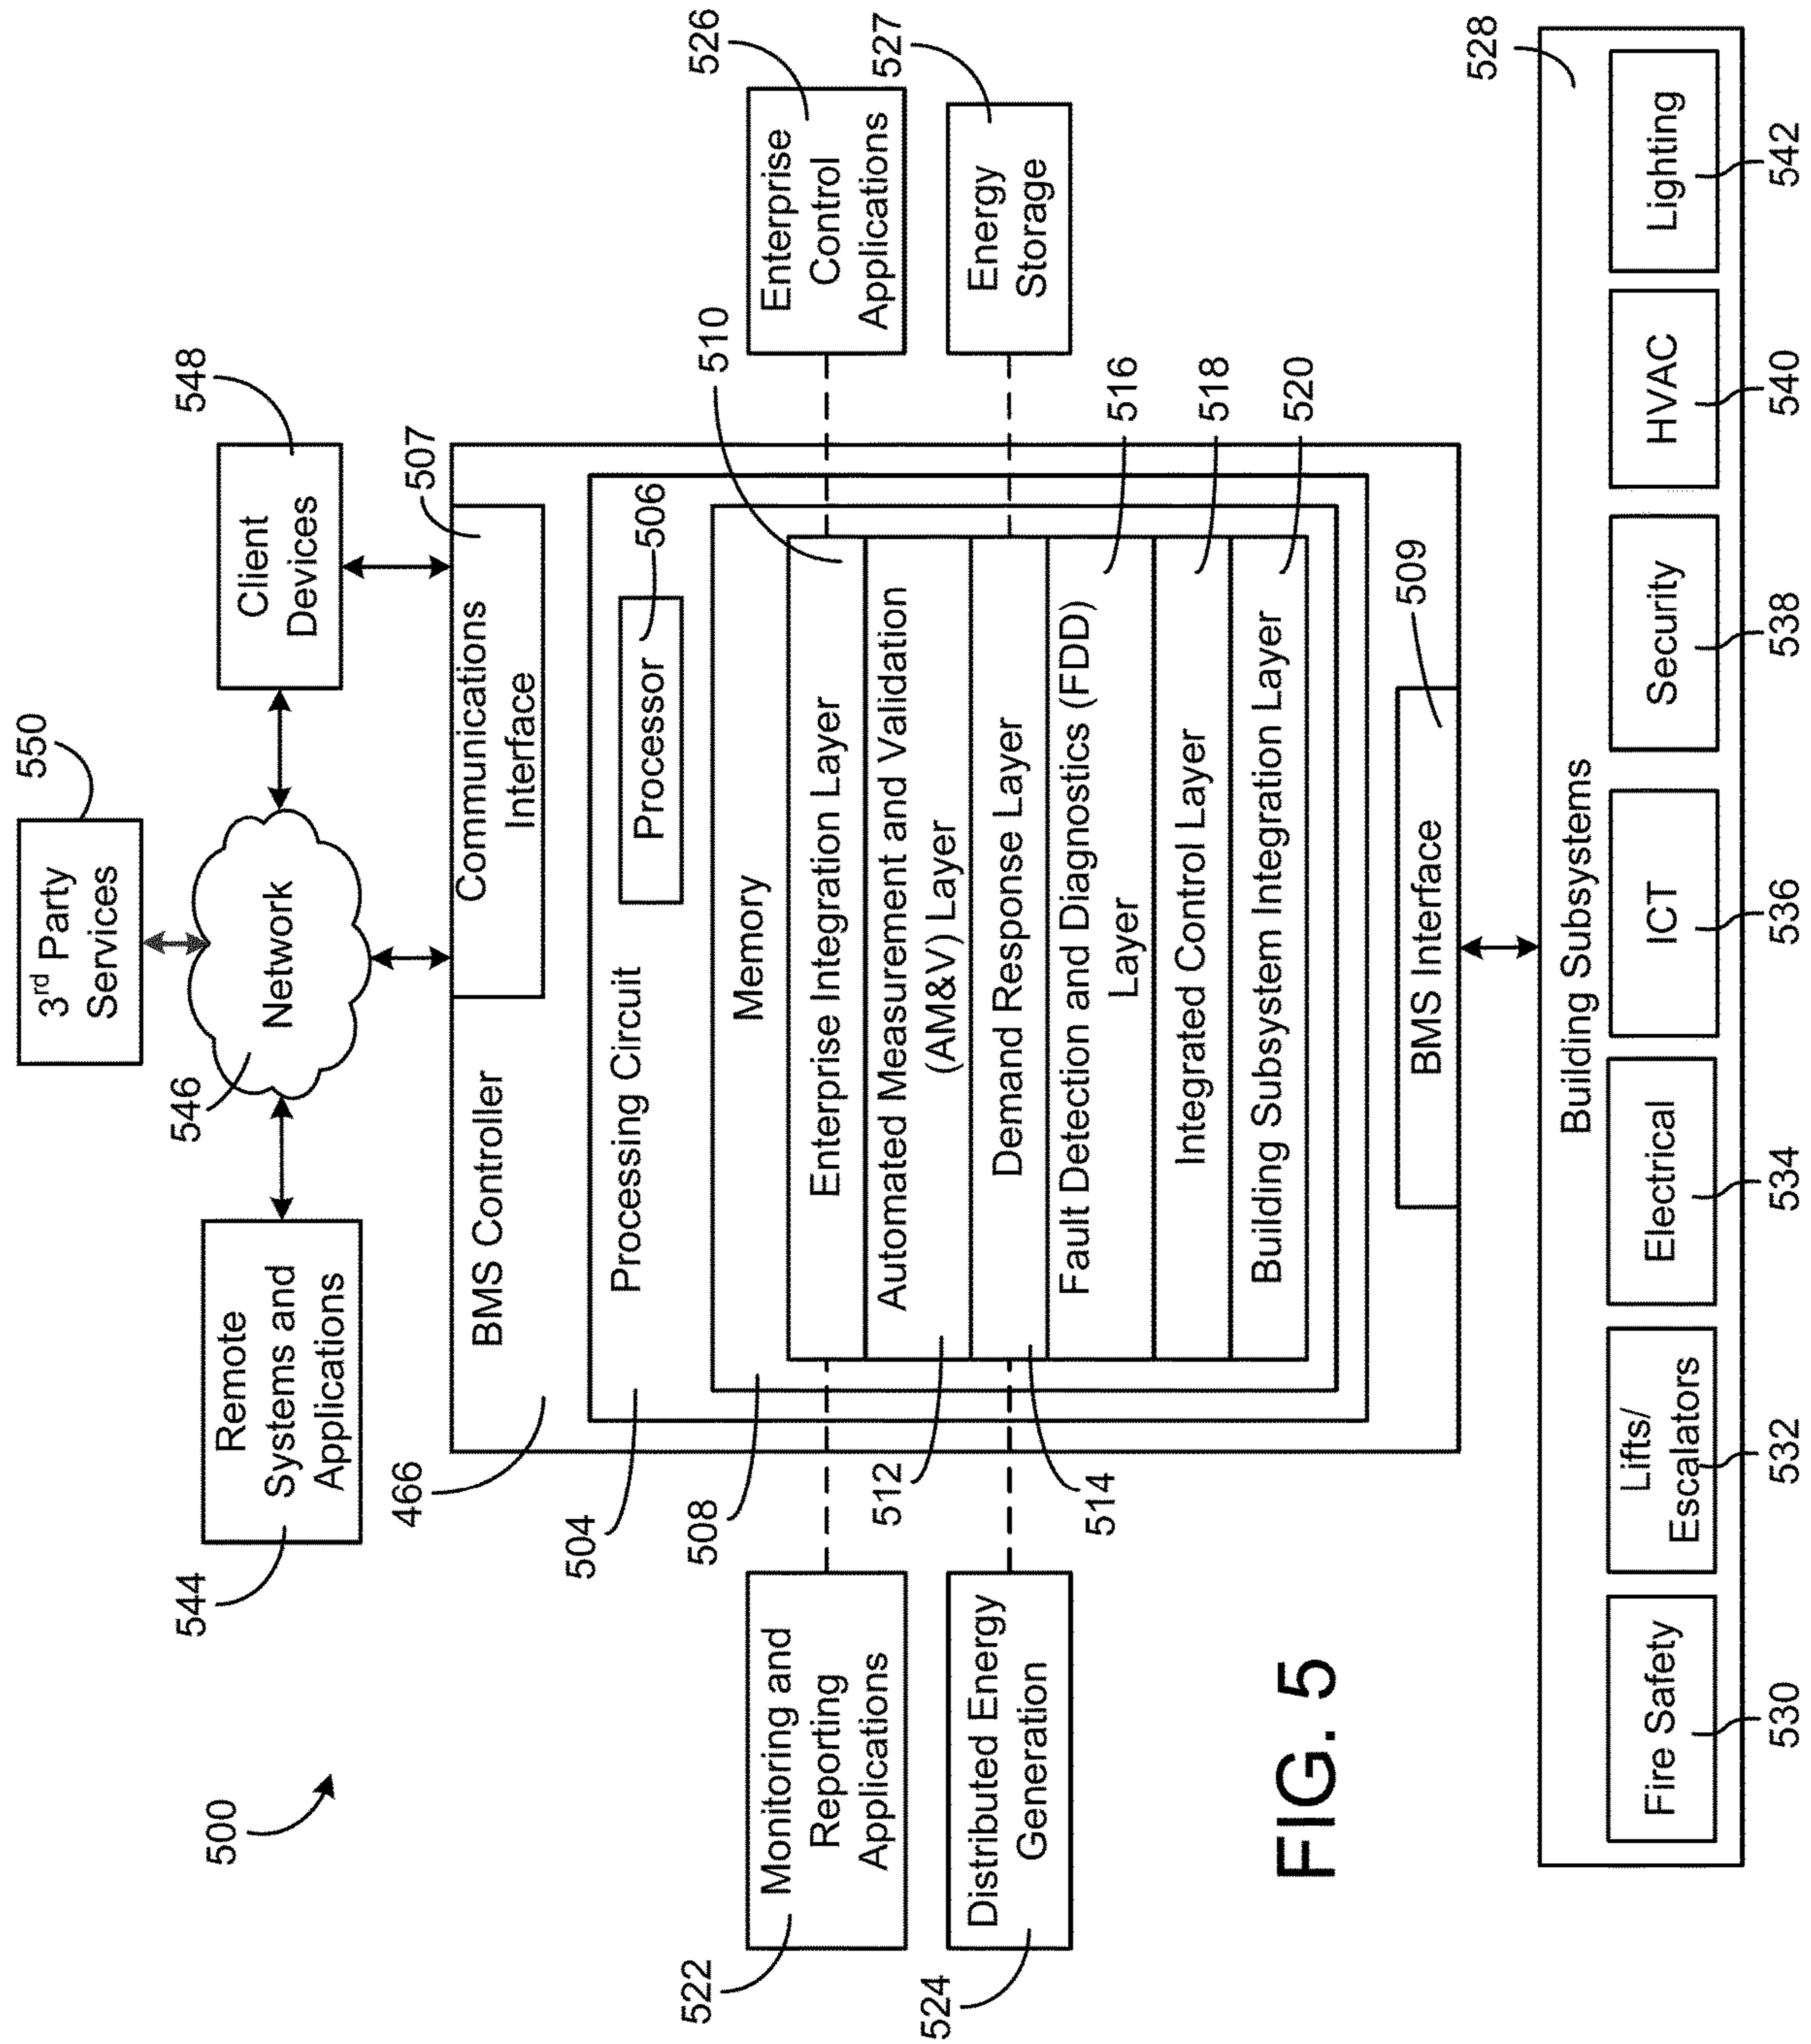 500
550
3rd Party
Services
544
Remote
Systems and
Applications
546
Network
Client
Devices
548
466
BMS Controller
Communications
Interface
507
504
Processing Circuit
Processor
506
508
Memory
510
Enterprise Integration Layer
512
Automated Measurement and Validation
(AM&V) Layer
514
Demand Response Layer
Fault Detection and Diagnostics (FDD)
Layer
516
Integrated Control Layer
518
Building Subsystem Integration Layer
520
522
Monitoring and
Reporting
Applications
524
Distributed Energy
Generation
526
Enterprise
Control
Applications
527
Energy
Storage
BMS Interface
509
FIG. 5
528
Building Subsystems
Fire Safety
Lifts/
Escalators
Electrical
ICT
Security
HVAC
Lighting
530
532
534
536
538
540
542